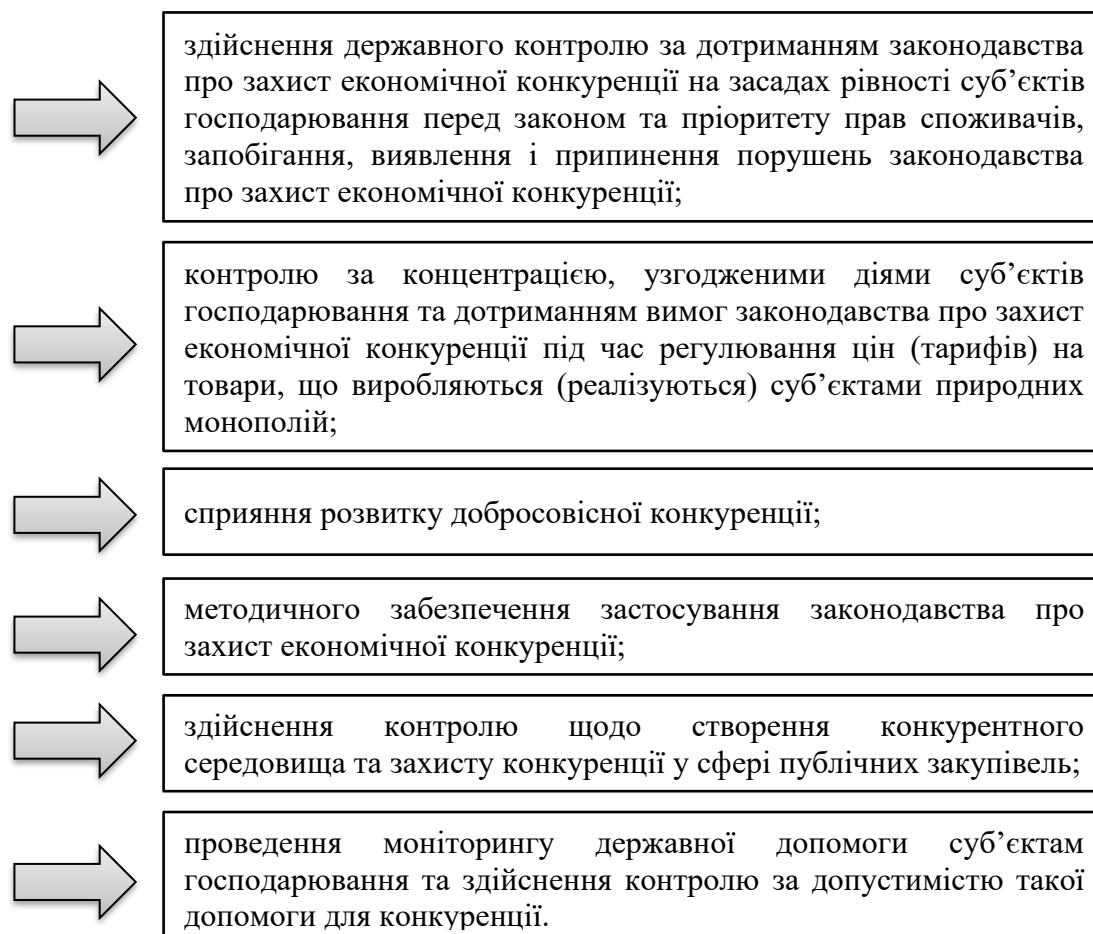 здійснення державного контролю за дотриманням законодавства
про захист економічної конкуренції на засадах рівності суб’єктів
господарювання перед законом та пріоритету прав споживачів,
запобігання, виявлення і припинення порушень законодавства
про захист економічної конкуренції;
контролю за концентрацією, узгодженими діями суб’єктів
господарювання та дотриманням вимог законодавства про захист
економічної конкуренції під час регулювання цін (тарифів) на
товари, що виробляються (реалізуються) суб’єктами природних
монополій;
сприяння розвитку добросовісної конкуренції;
методичного забезпечення застосування законодавства про
захист економічної конкуренції;
здійснення контролю щодо створення конкурентного
середовища та захисту конкуренції у сфері публічних закупівель;
проведення моніторингу державної допомоги суб’єктам
господарювання та здійснення контролю за допустимістю такої
допомоги для конкуренції.